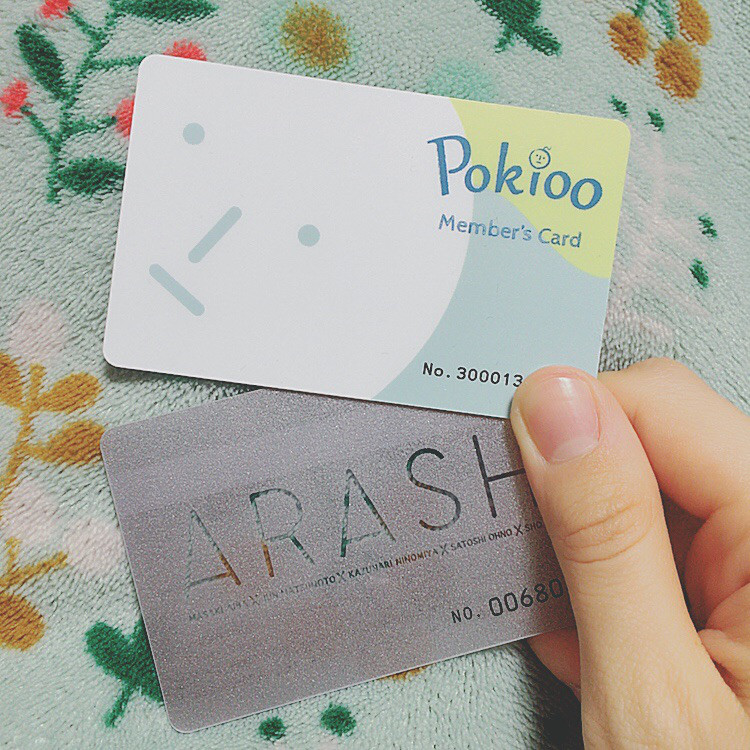 Pokioo
Member's Card
No. 300013
ARASH
MASAKI AIBA X JUN MATSUMOTO X KAZUNARI NINOMIYA X SATOSHI OHNO X SHO
NO. 00680